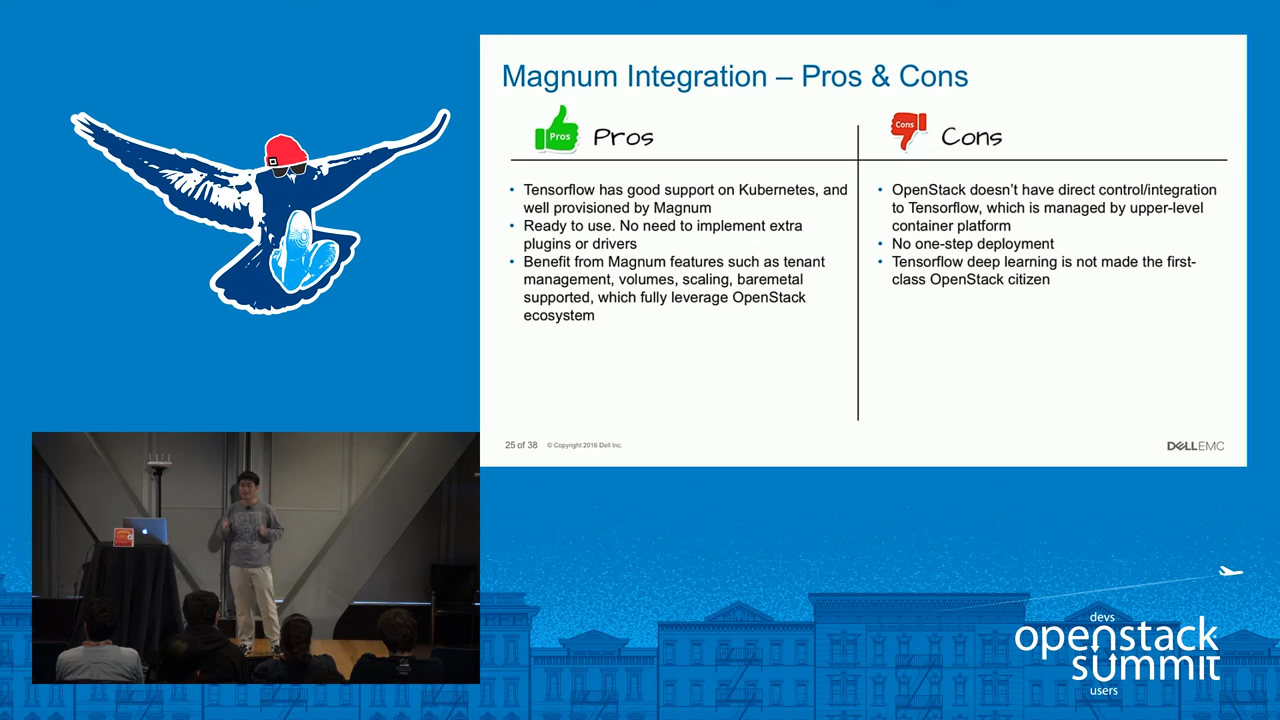 Magnum Integration – Pros & Cons
Pros
Pros
Cons
Cons
• Tensorflow has good support on Kubernetes, and
well provisioned by Magnum
• Ready to use. No need to implement extra
plugins or drivers
• Benefit from Magnum features such as tenant
management, volumes, scaling, baremetal
supported, which fully leverage OpenStack
ecosystem
• OpenStack doesn’t have direct control/integration
to Tensorflow, which is managed by upper-level
container platform
• No one-step deployment
• Tensorflow deep learning is not made the first-
class OpenStack citizen
25 of 38 © Copyright 2016 Dell Inc.
DELLEMC
devs
openstack
summit
users